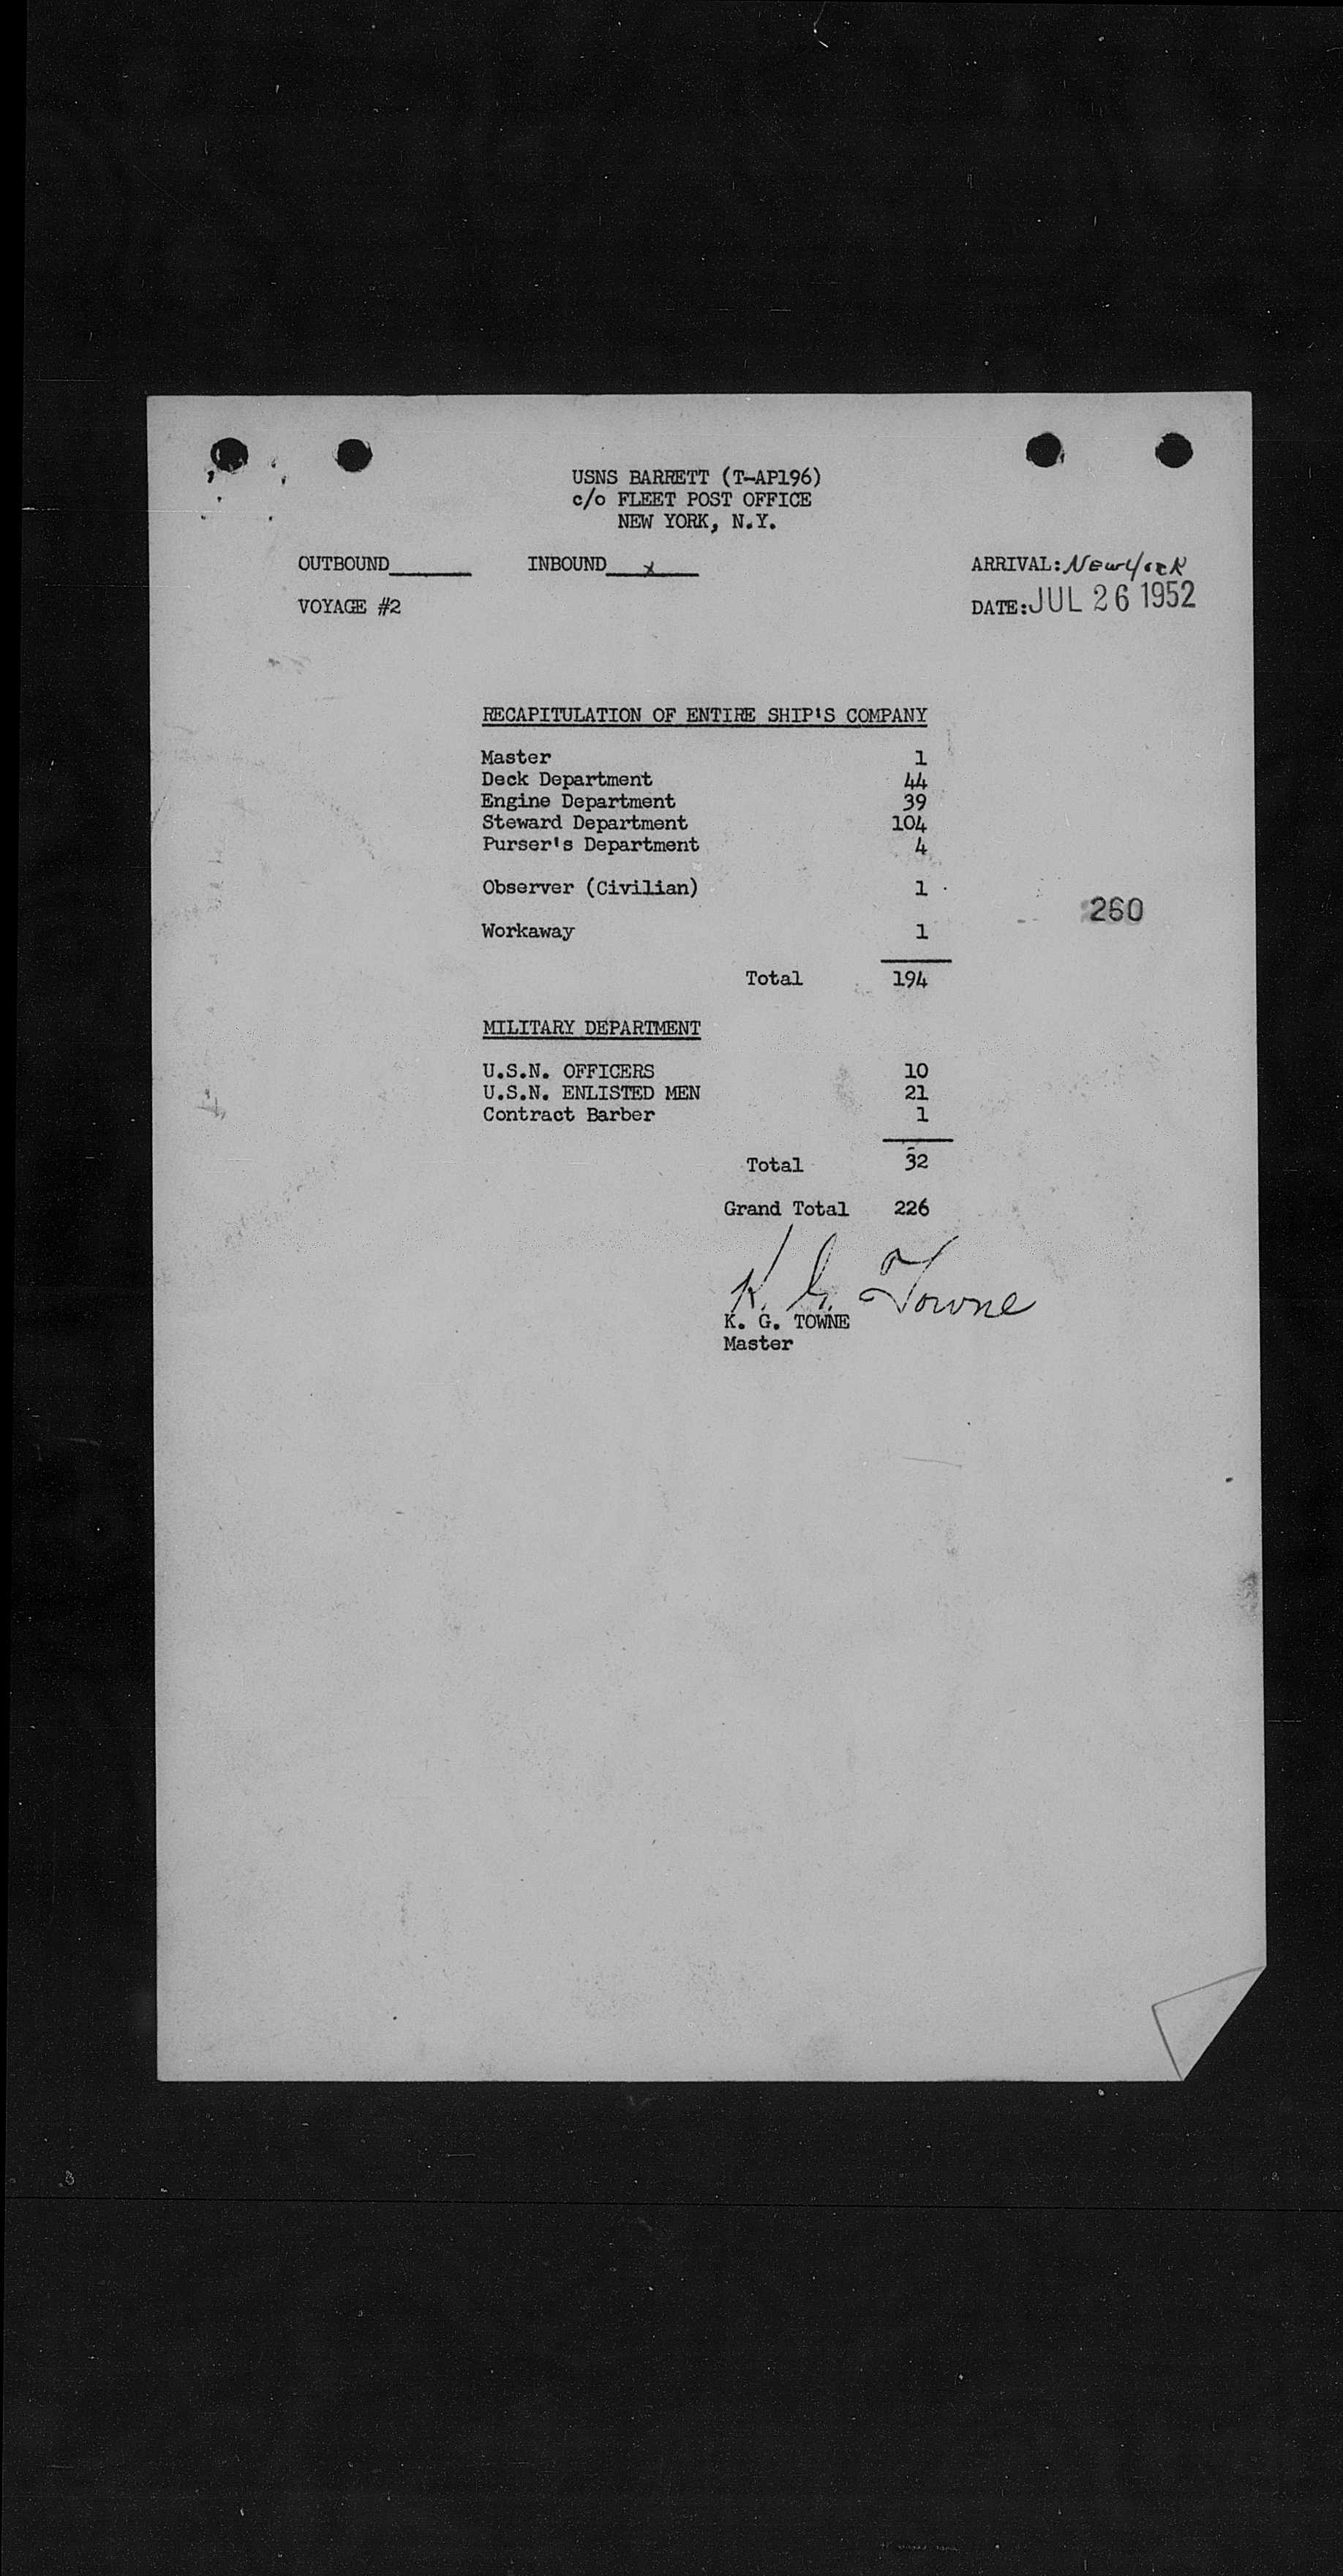 USNS BARRETT (T-AP196)
c/o FLEET POST OFFICE
NEW YORK, N.Y.
OUTBOUND______ INBOUND___x___ ARRIVAL: New York
VOYAGE #2 DATE: JUL 26 1952
RECAPITULATION OF ENTIRE SHIP'S COMPANY
Master 1
Deck Department 44
Engine Department 39
Steward Department 104
Purser's Department 4
Observer (Civilian) 1
260
Workaway 1
Total 194
MILITARY DEPARTMENT
U.S.N. OFFICERS 10
U.S.N. ENLISTED MEN 21
Contract Barber 1
Total 32
Grand Total 226
K. G. Towne
K. G. TOWNE
Master